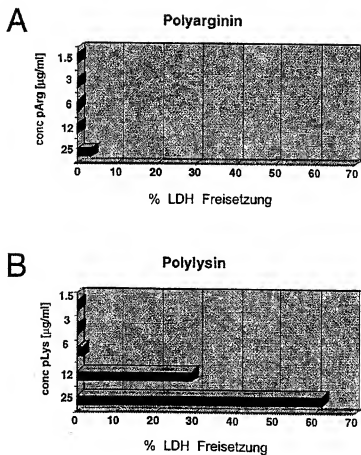 A
Polyarginin
conc pArg [µg/ml]
1.5
3
6
12
25
0 10 20 30 40 50 60 70
% LDH Freisetzung
B
Polylysin
conc pLys [µg/ml]
1.5
3
6
12
25
0 10 20 30 40 50 60 70
% LDH Freisetzung